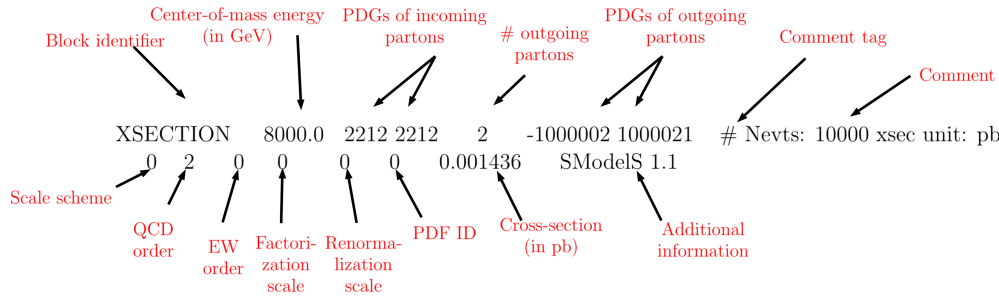 Center-of-mass energy
(in GeV)
PDGs of incoming
partons
PDGs of outgoing
partons
Block identifier
# outgoing
partons
Comment tag
Comment
XSECTION 8000.0 2212 2212 2 -1000002 1000021 # Nevts: 10000 xsec unit: pb
0 2 0 0 0 0 0.001436 SModelS 1.1
Scale scheme
QCD
order
EW
order
Factori-
zation
scale
Renorma-
lization
scale
PDF ID
Cross-section
(in pb)
Additional
information